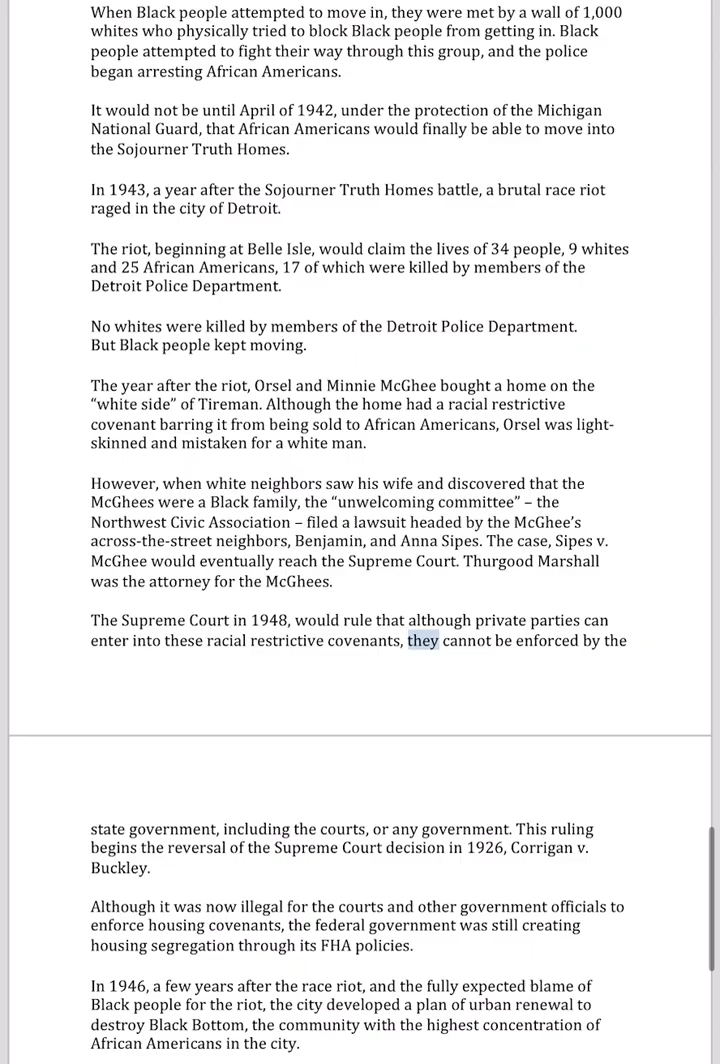 When Black people attempted to move in, they were met by a wall of 1,000
whites who physically tried to block Black people from getting in. Black
people attempted to fight their way through this group, and the police
began arresting African Americans.
It would not be until April of 1942, under the protection of the Michigan
National Guard, that African Americans would finally be able to move into
the Sojourner Truth Homes.
In 1943, a year after the Sojourner Truth Homes battle, a brutal race riot
raged in the city of Detroit.
The riot, beginning at Belle Isle, would claim the lives of 34 people, 9 whites
and 25 African Americans, 17 of which were killed by members of the
Detroit Police Department.
No whites were killed by members of the Detroit Police Department.
But Black people kept moving.
The year after the riot, Orsel and Minnie McGhee bought a home on the
“white side” of Tireman. Although the home had a racial restrictive
covenant barring it from being sold to African Americans, Orsel was light-
skinned and mistaken for a white man.
However, when white neighbors saw his wife and discovered that the
McGhees were a Black family, the “unwelcoming committee” – the
Northwest Civic Association – filed a lawsuit headed by the McGhee’s
across-the-street neighbors, Benjamin, and Anna Sipes. The case, Sipes v.
McGhee would eventually reach the Supreme Court. Thurgood Marshall
was the attorney for the McGhees.
The Supreme Court in 1948, would rule that although private parties can
enter into these racial restrictive covenants, they cannot be enforced by the
state government, including the courts, or any government. This ruling
begins the reversal of the Supreme Court decision in 1926, Corrigan v.
Buckley.
Although it was now illegal for the courts and other government officials to
enforce housing covenants, the federal government was still creating
housing segregation through its FHA policies.
In 1946, a few years after the race riot, and the fully expected blame of
Black people for the riot, the city developed a plan of urban renewal to
destroy Black Bottom, the community with the highest concentration of
African Americans in the city.